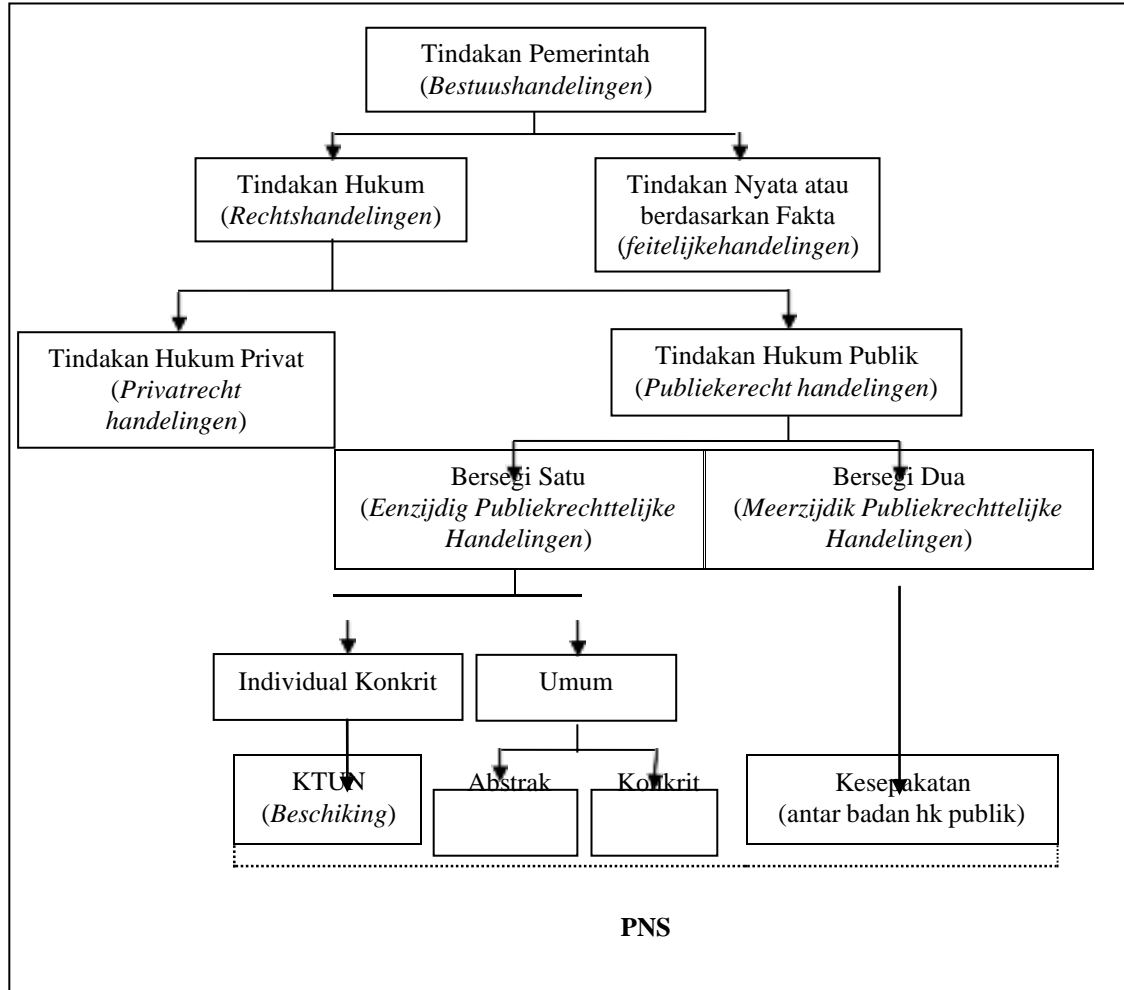 Tindakan Pemerintah
(Bestuushandelingen)
Tindakan Hukum
(Rechtshandelingen)
Tindakan Nyata atau
berdasarkan Fakta
(feitelijkehandelingen)
Tindakan Hukum Privat
(Privatrecht
handelingen)
Tindakan Hukum Publik
(Publiekerecht handelingen)
Bersegi Satu
(Eenzijdig Publiekrechttelijke
Handelingen)
Bersegi Dua
(Meerzijdik Publiekrechttelijke
Handelingen)
Individual Konkrit
Umum
KTUN
(Beschiking)
Abstrak
Konkrit
Kesepakatan
(antar badan hk publik)
PNS